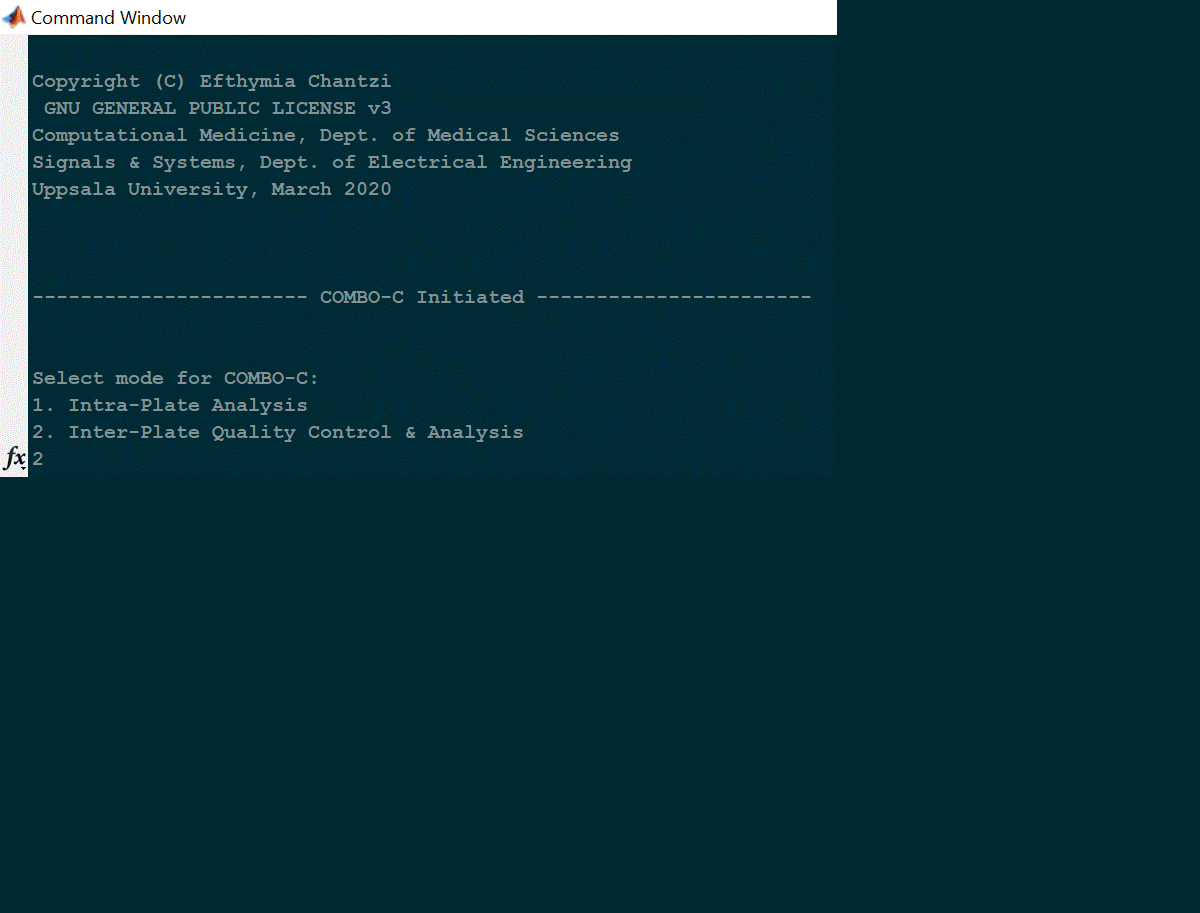 Command Window
Copyright (C) Efthymia Chantzi
GNU GENERAL PUBLIC LICENSE v3
Computational Medicine, Dept. of Medical Sciences
Signals & Systems, Dept. of Electrical Engineering
Uppsala University, March 2020
----------------------- COMBO-C Initiated -----------------------
Select mode for COMBO-C:
1. Intra-Plate Analysis
2. Inter-Plate Quality Control & Analysis
fx 2